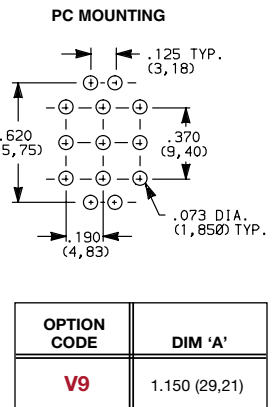 PC MOUNTING
.125 TYP.
(3,18)
.620
5,75)
.370
(9,40)
.073 DIA.
(1,850) TYP.
.190
(4,83)
OPTION CODE
DIM ‘A’
V9
1.150 (29,21)